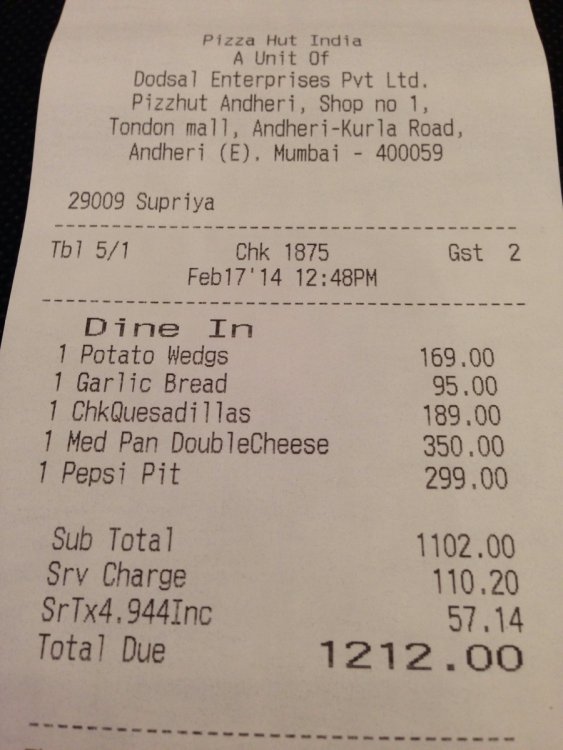 Pizza Hut India
A Unit Of
Dodsal Enterprises Pvt Ltd.
Pizzhut Andheri, Shop no 1,
Tondon mall, Andheri-Kurla Road,
Andheri (E). Mumbai - 400059
29009 Supriya
Tbl 5/1 Chk 1875 Gst 2
Feb17'14 12:48PM
Dine In
1 Potato Wedgs 169.00
1 Garlic Bread 95.00
1 ChkQuesadillas 189.00
1 Med Pan DoubleCheese 350.00
1 Pepsi Pit 299.00
Sub Total 1102.00
Srv Charge 110.20
SrTx4.944Inc 57.14
Total Due 1212.00